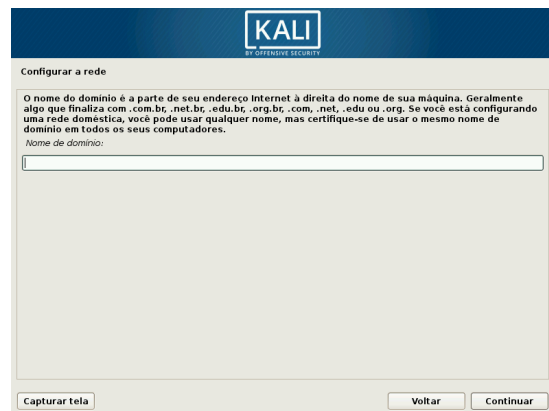 KALI
BY OFFENSIVE SECURITY
Configurar a rede
O nome do domínio é a parte de seu endereço Internet à direita do nome de sua máquina. Geralmente
algo que finaliza com .com.br, .net.br, .edu.br, .org.br, .com, .net, .edu ou .org. Se você está configurando
uma rede doméstica, você pode usar qualquer nome, mas certifique-se de usar o mesmo nome de
domínio em todos os seus computadores.
Nome de domínio:
Capturar tela
Voltar
Continuar